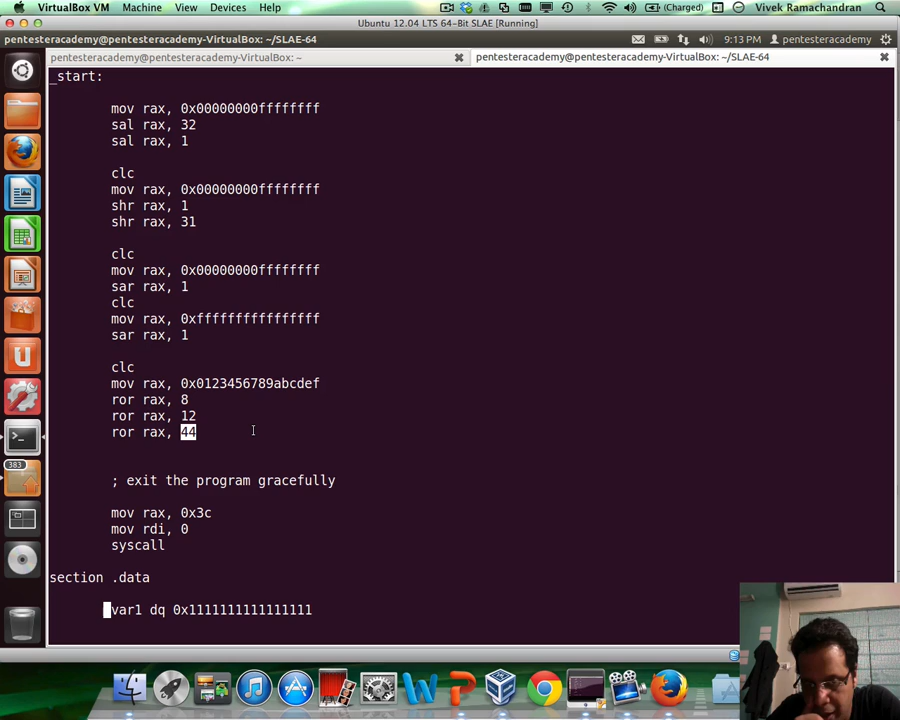 VirtualBox VM Machine View Devices Help (Charged) Vivek Ramachandran
Ubuntu 12.04 LTS 64-Bit SLAE [Running]
pentesteracademy@pentesteracademy-VirtualBox: ~/SLAE-64 9:13 PM pentesteracademy
pentesteracademy@pentesteracademy-VirtualBox: ~ pentesteracademy@pentesteracademy-VirtualBox: ~/SLAE-64
_start:
mov rax, 0x00000000ffffffff
sal rax, 32
sal rax, 1
clc
mov rax, 0x00000000ffffffff
shr rax, 1
shr rax, 31
clc
mov rax, 0x00000000ffffffff
sar rax, 1
clc
mov rax, 0xffffffffffffffff
sar rax, 1
clc
mov rax, 0x0123456789abcdef
ror rax, 8
ror rax, 12
ror rax, 44
383
; exit the program gracefully
mov rax, 0x3c
mov rdi, 0
syscall
section .data
var1 dq 0x1111111111111111